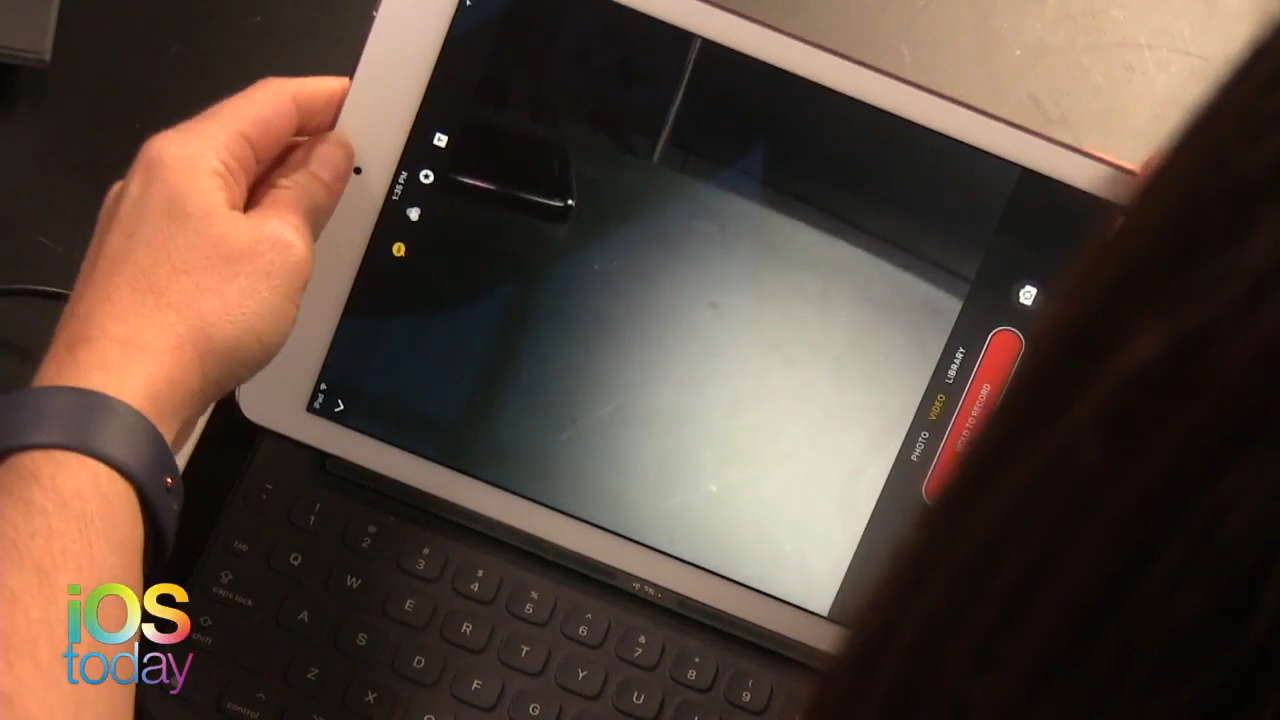 iPad
1:35 PM
T
PHOTO
VIDEO
LIBRARY
HOLD TO RECORD
! 1
@ 2
# 3
$ 4
% 5
^ 6
& 7
* 8
( 9
tab Q W E R T Y U
caps lock A S D F G
shift Z X
control
iOS
today